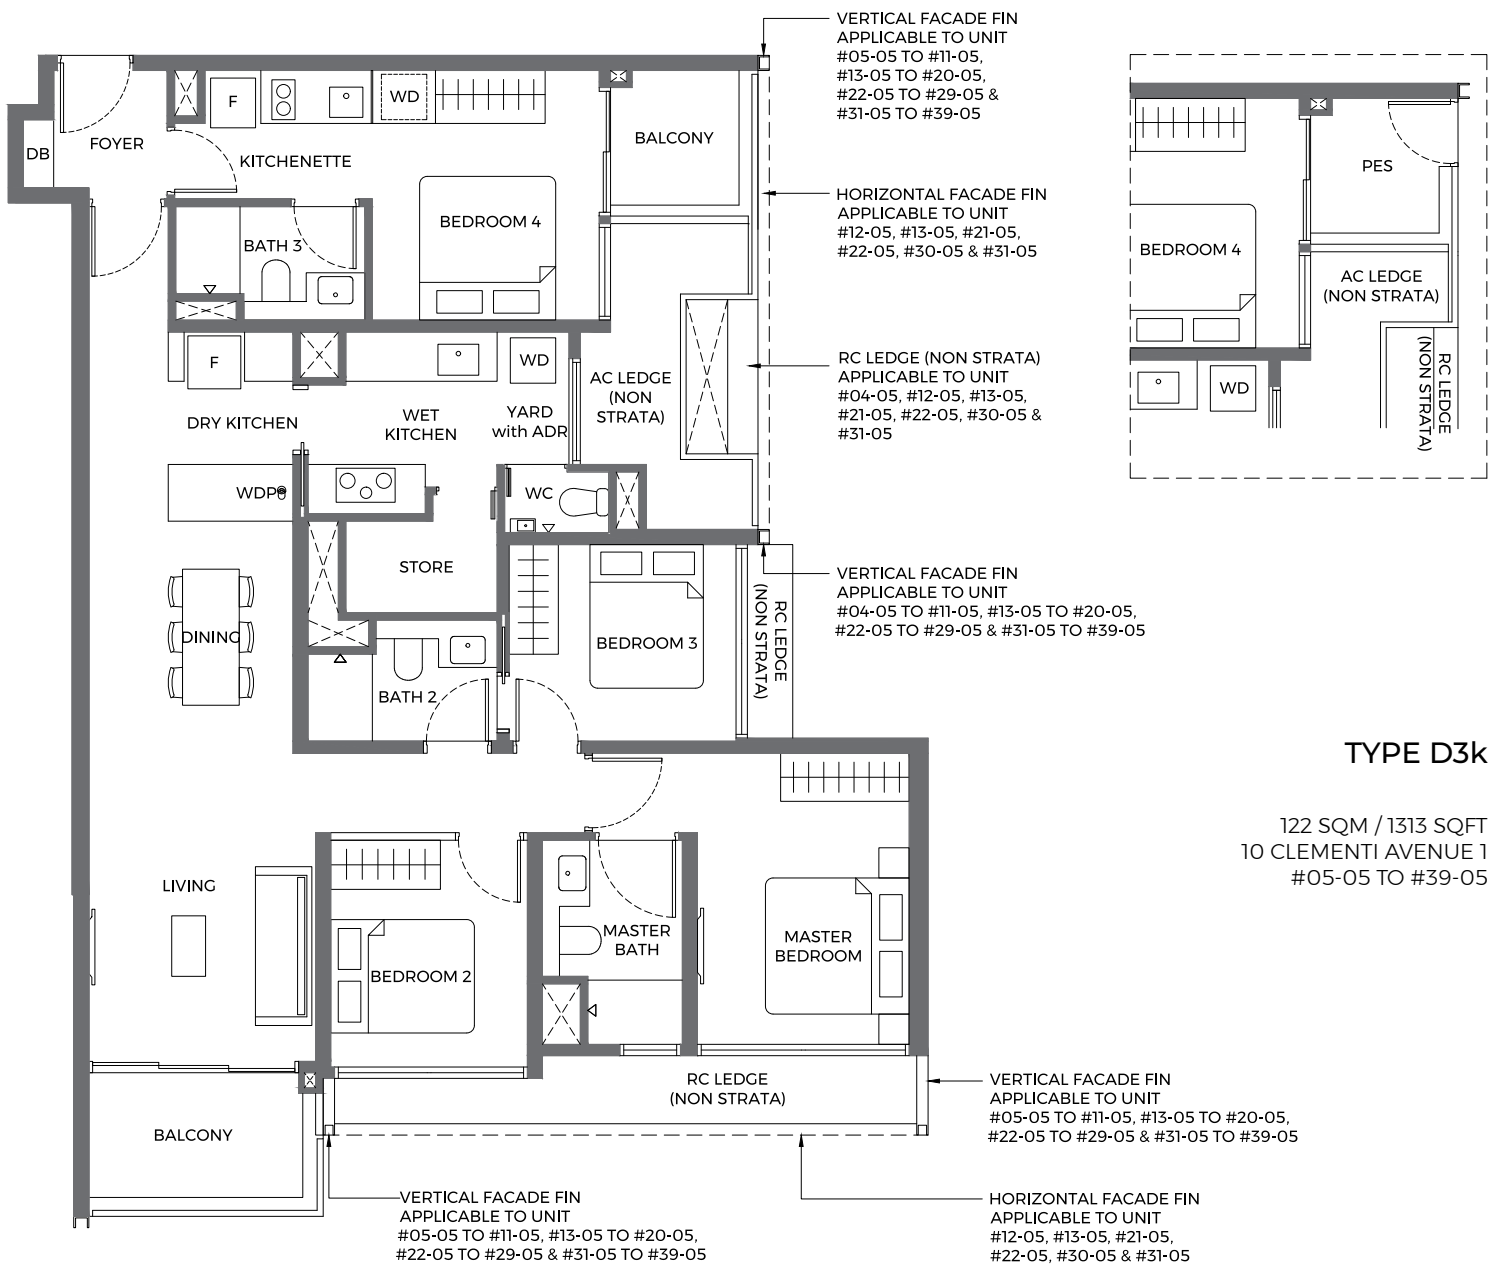 VERTICAL FACADE FIN
APPLICABLE TO UNIT
#05-05 TO #11-05,
#13-05 TO #20-05,
#22-05 TO #29-05 &
#31-05 TO #39-05
F
WD
DB
FOYER
KITCHENETTE
BALCONY
PES
HORIZONTAL FACADE FIN
APPLICABLE TO UNIT
#12-05, #13-05, #21-05,
#22-05, #30-05 & #31-05
BEDROOM 4
BATH 3
BEDROOM 4
AC LEDGE
(NON STRATA)
RC LEDGE
(NON STRATA)
WD
F
WD
RC LEDGE (NON STRATA)
APPLICABLE TO UNIT
#04-05, #12-05, #13-05,
#21-05, #22-05, #30-05 &
#31-05
AC LEDGE
(NON
STRATA)
DRY KITCHEN
WET
KITCHEN
YARD
with ADR
WDP
WC
STORE
VERTICAL FACADE FIN
APPLICABLE TO UNIT
#04-05 TO #11-05, #13-05 TO #20-05,
#22-05 TO #29-05 & #31-05 TO #39-05
DINING
BEDROOM 3
RC LEDGE
(NON STRATA)
BATH 2
TYPE D3k
122 SQM / 1313 SQFT
10 CLEMENTI AVENUE 1
#05-05 TO #39-05
LIVING
BEDROOM 2
MASTER
BATH
MASTER
BEDROOM
RC LEDGE
(NON STRATA)
BALCONY
VERTICAL FACADE FIN
APPLICABLE TO UNIT
#05-05 TO #11-05, #13-05 TO #20-05,
#22-05 TO #29-05 & #31-05 TO #39-05
VERTICAL FACADE FIN
APPLICABLE TO UNIT
#05-05 TO #11-05, #13-05 TO #20-05,
#22-05 TO #29-05 & #31-05 TO #39-05
HORIZONTAL FACADE FIN
APPLICABLE TO UNIT
#12-05, #13-05, #21-05,
#22-05, #30-05 & #31-05